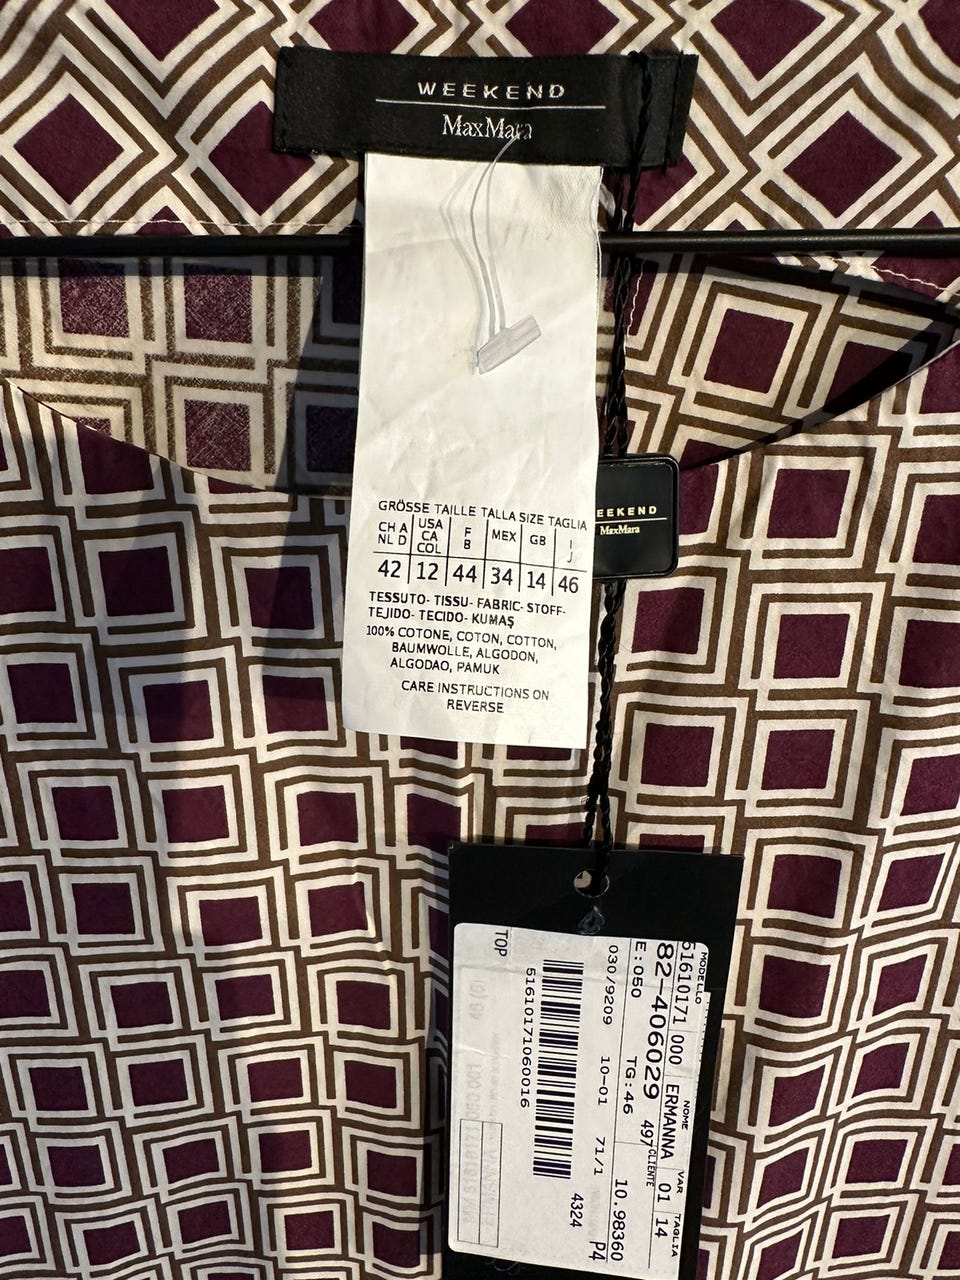 WEEKEND
MaxMara
GRÖSSE TAILLE TALLA SIZE TAGLIA
CH A NL D
USA CA COL
F B
MEX
GB
I J
42 12 44 34 14 46
TESSUTO- TISSU- FABRIC- STOFF-
TEJIDO- TECIDO- KUMAŞ
100% COTONE, COTON, COTTON,
BAUMWOLLE, ALGODON,
ALGODAO, PAMUK
CARE INSTRUCTIONS ON
REVERSE
EEKEND
MaxMara
MODELLO NOME VAR TAGLIA
51610171 000 ERMANNA 01 14
82-406029 497 CLIENTE
E: 050 TG:46 10.98360
030/9209 10-01 71/1 P4
4324
51610171060016
TOP